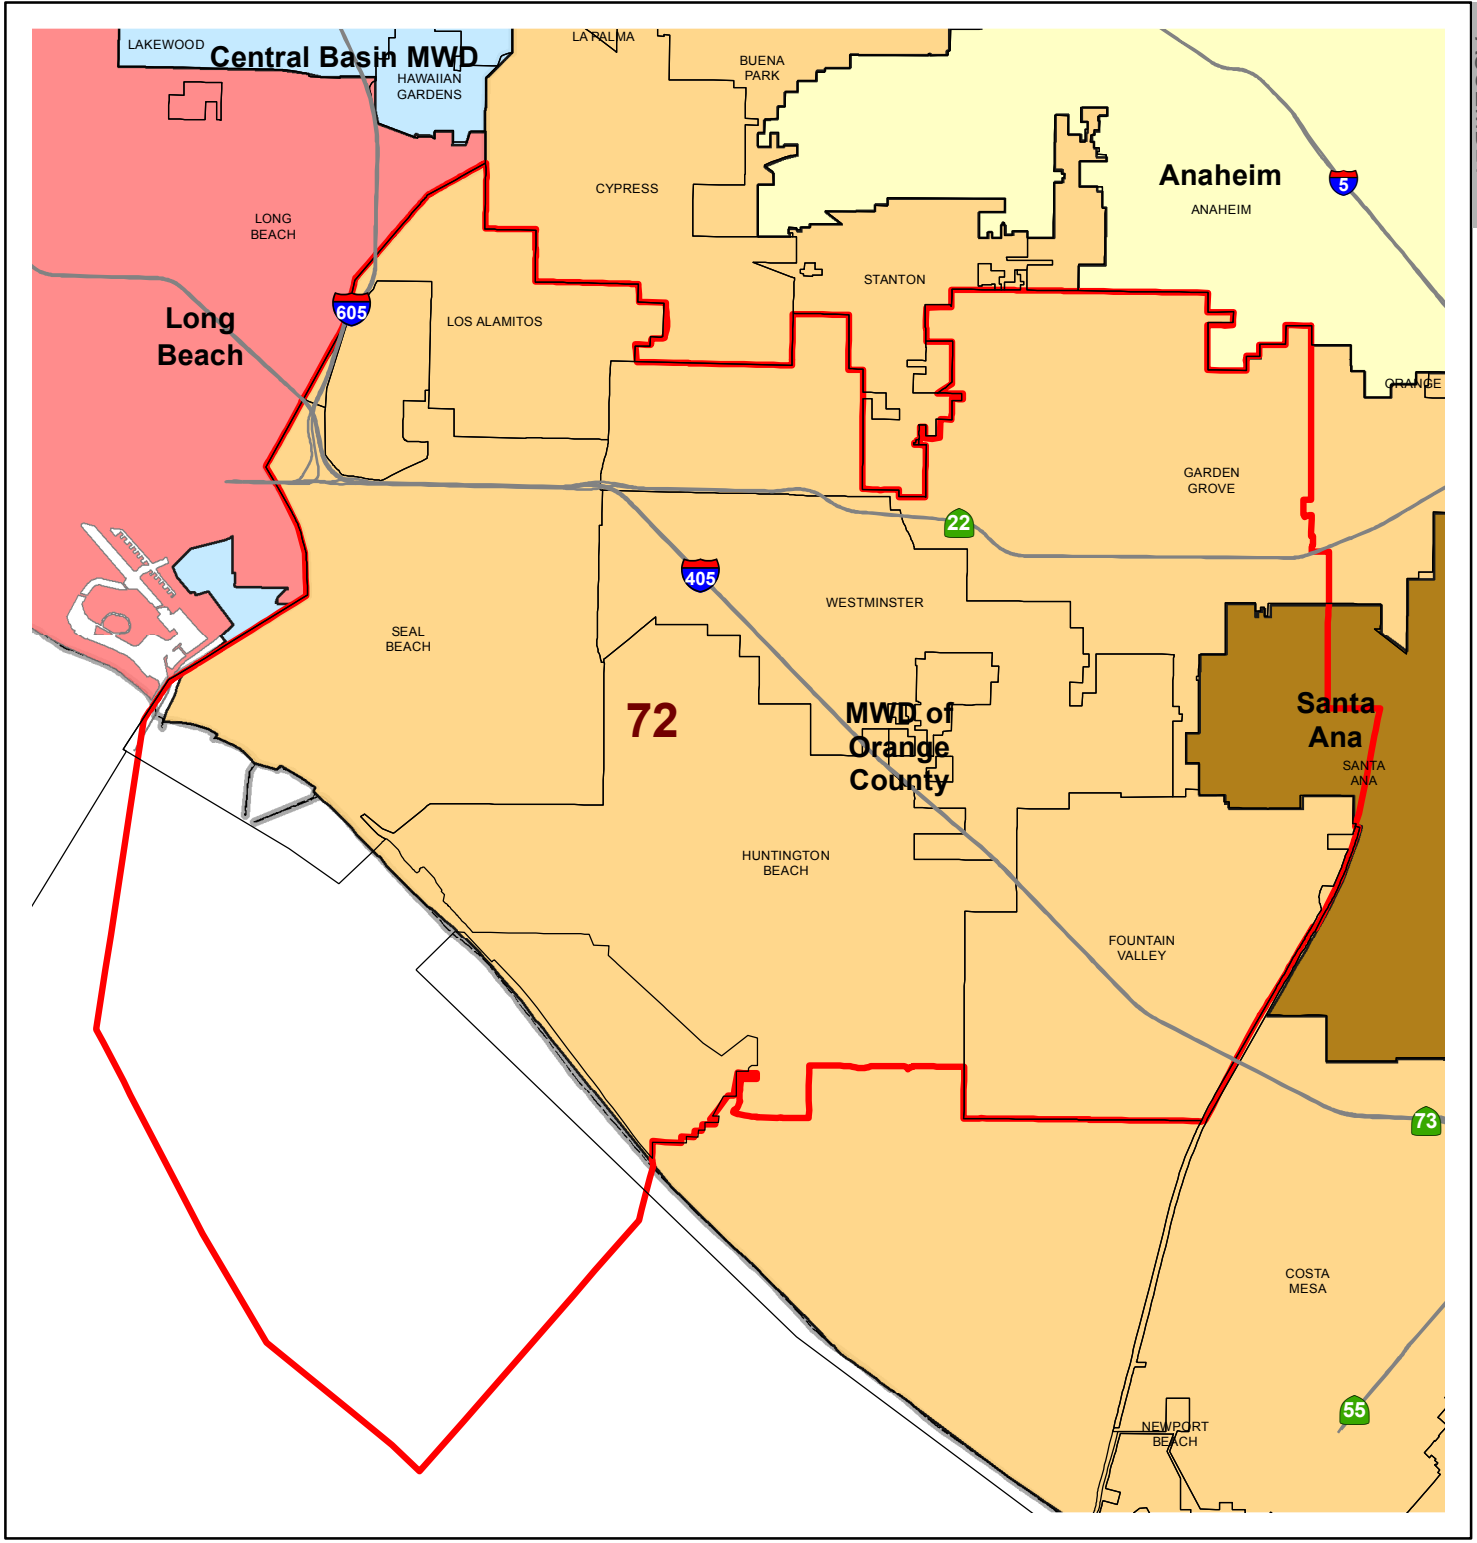 LAKEWOOD
Central Basin MWD
HAWAIIAN
GARDENS
LA PALMA
BUENA
PARK
CYPRESS
Anaheim
ANAHEIM
5
LONG
BEACH
STANTON
Long
Beach
605
LOS ALAMITOS
ORANGE
GARDEN
GROVE
22
405
WESTMINSTER
SEAL
BEACH
72
MWD of
Orange
County
Santa
Ana
SANTA
ANA
HUNTINGTON
BEACH
FOUNTAIN
VALLEY
73
COSTA
MESA
55
NEWPORT
BEACH